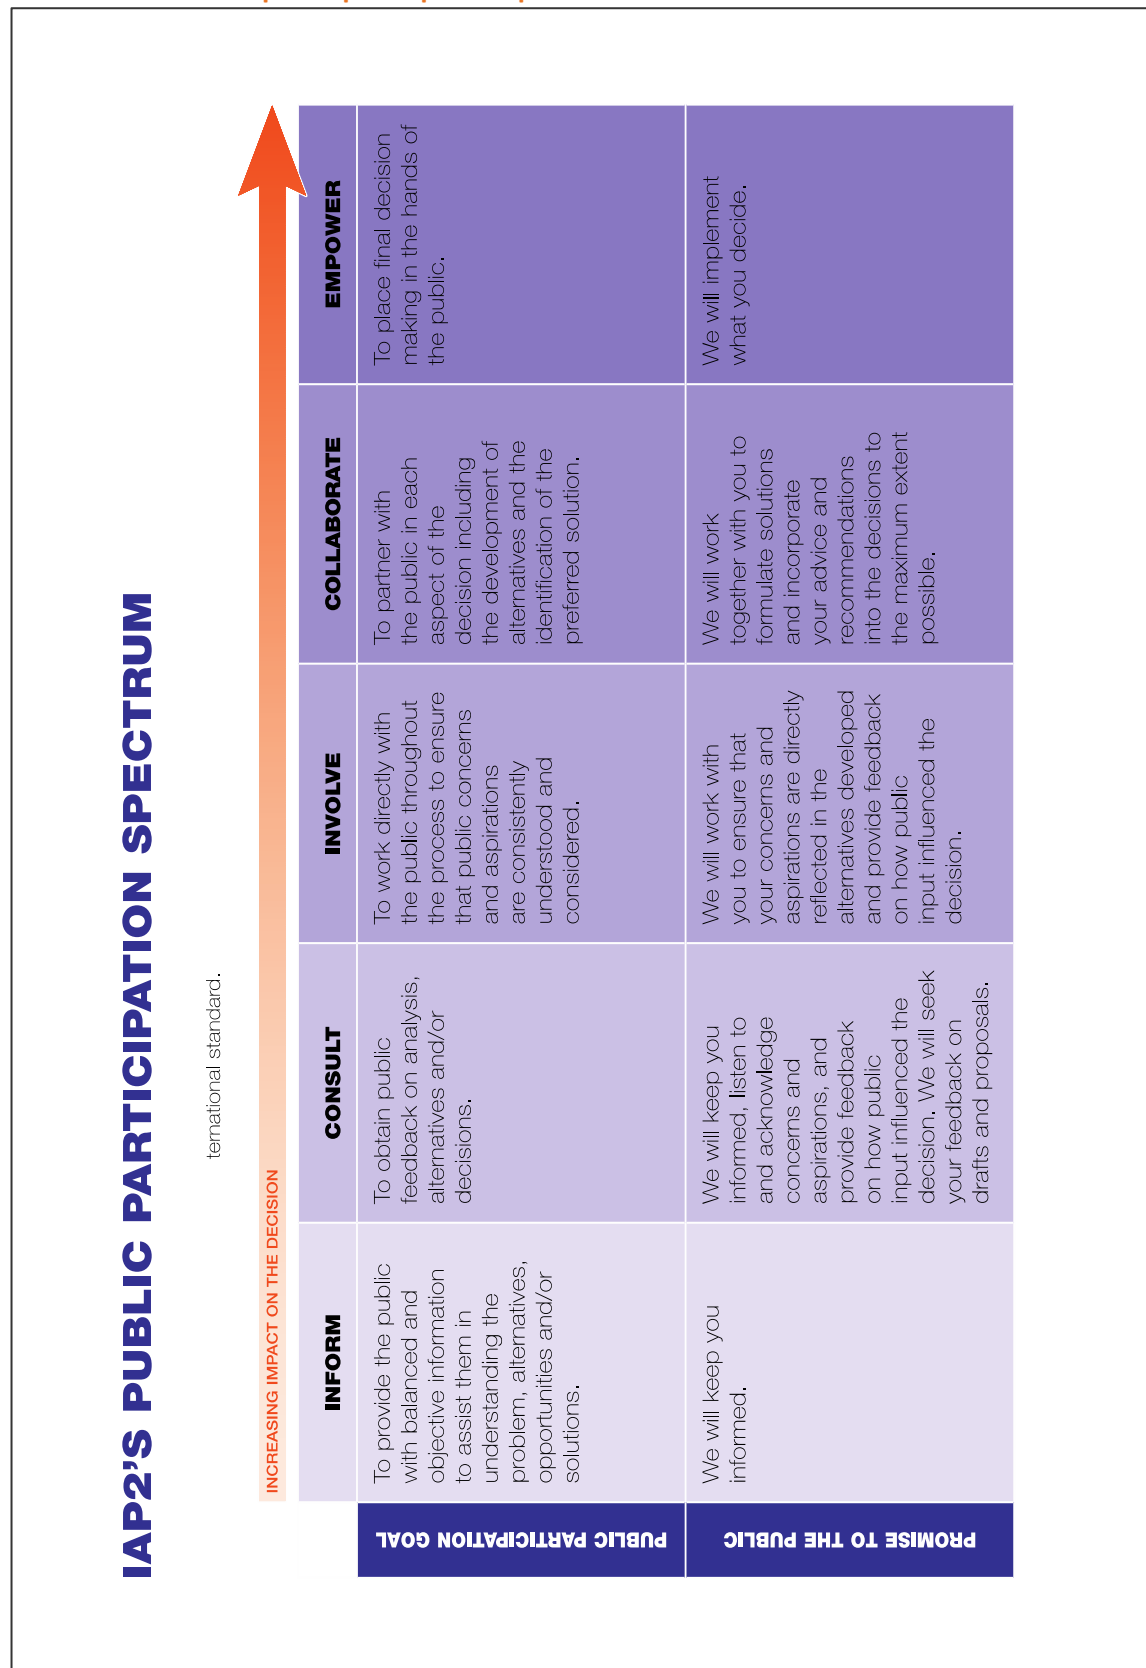 IAP2'S PUBLIC PARTICIPATION SPECTRUM
ternational standard.
INCREASING IMPACT ON THE DECISION
INFORM
CONSULT
INVOLVE
COLLABORATE
EMPOWER
PUBLIC PARTICIPATION GOAL
To provide the public
with balanced and
objective information
to assist them in
understanding the
problem, alternatives,
opportunities and/or
solutions.
To obtain public
feedback on analysis,
alternatives and/or
decisions.
To work directly with
the public throughout
the process to ensure
that public concerns
and aspirations
are consistently
understood and
considered.
To partner with
the public in each
aspect of the
decision including
the development of
alternatives and the
identification of the
preferred solution.
To place final decision
making in the hands of
the public.
PROMISE TO THE PUBLIC
We will keep you
informed.
We will keep you
informed, listen to
and acknowledge
concerns and
aspirations, and
provide feedback
on how public
input influenced the
decision. We will seek
your feedback on
drafts and proposals.
We will work with
you to ensure that
your concerns and
aspirations are directly
reflected in the
alternatives developed
and provide feedback
on how public
input influenced the
decision.
We will work
together with you to
formulate solutions
and incorporate
your advice and
recommendations
into the decisions to
the maximum extent
possible.
We will implement
what you decide.